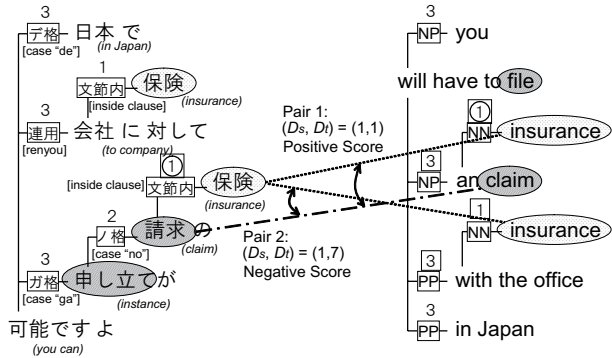 3
デ格 日本 で
[case "de"] (in Japan)
1
文節内 保険
[inside clause] (insurance)
3
連用 会社 に 対して
[renyou] (to company)
①
[inside clause] 文節内 保険
(insurance)
2
ノ格 請求 の
[case "no"] (claim)
3
ガ格 申し立てが
[case "ga"] (instance)
可能です よ
(you can)
Pair 1:
(Ds, Dt) = (1,1)
Positive Score
Pair 2:
(Ds, Dt) = (1,7)
Negative Score
3
NP you
will have to file
①
NN insurance
3
NP an claim
1
NN insurance
3
PP with the office
3
PP in Japan